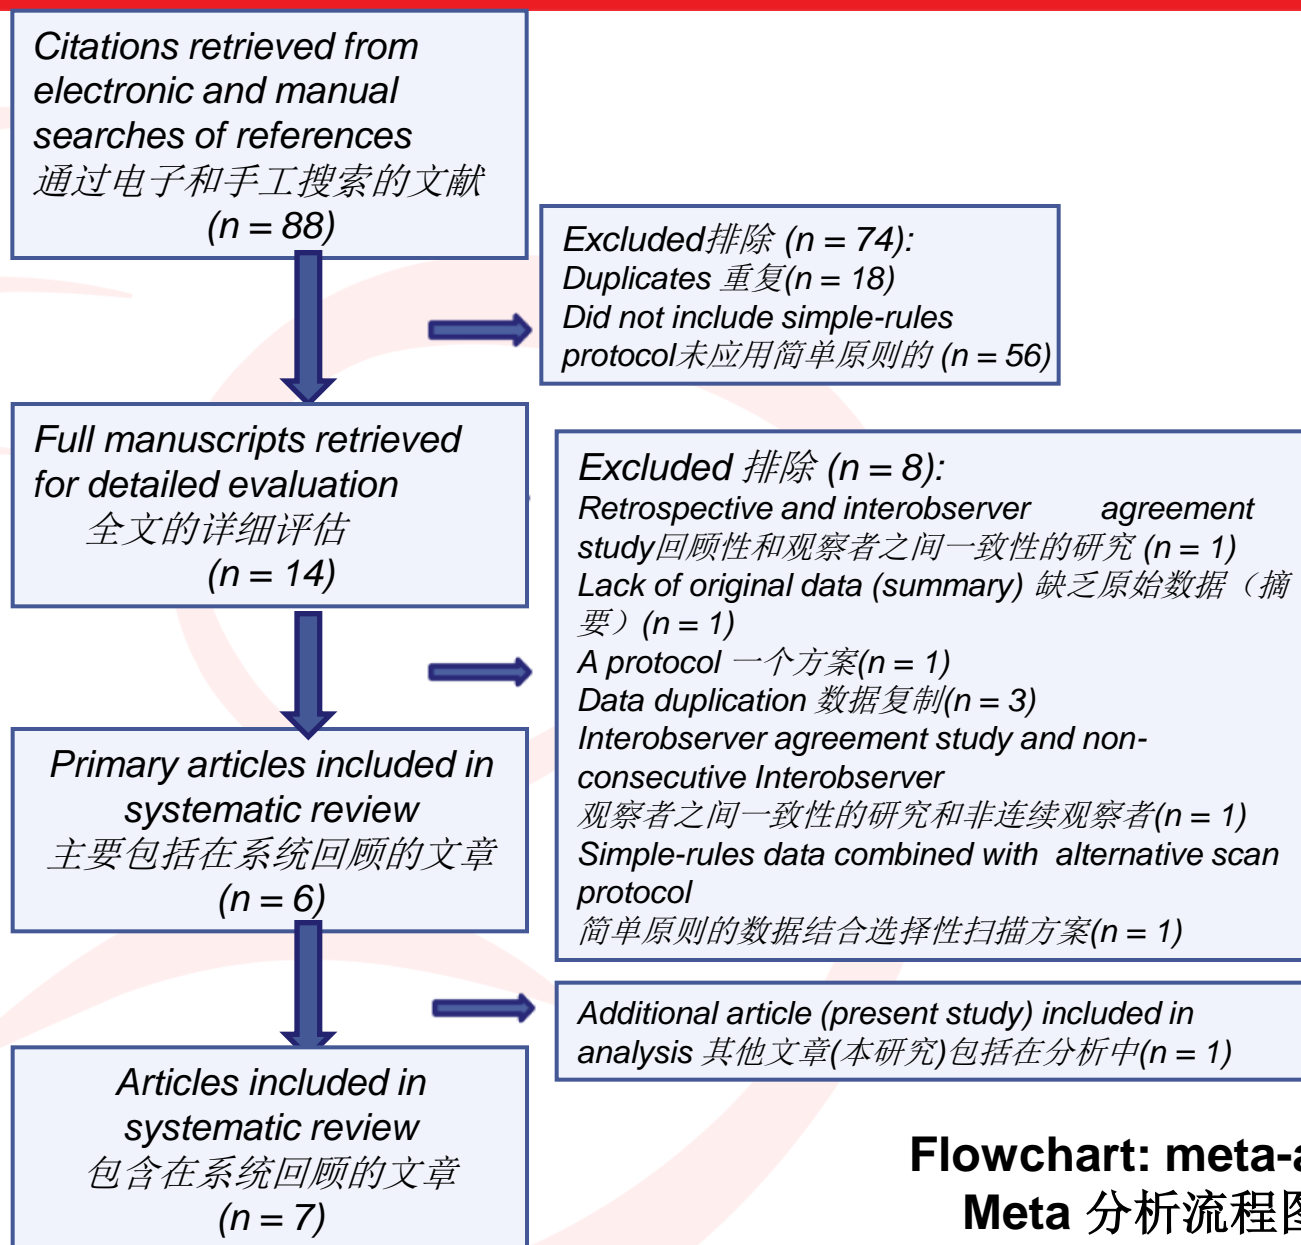 Citations retrieved from
electronic and manual
searches of references
通过电子和手工搜索的文献
(n = 88)
Excluded排除 (n = 74):
Duplicates 重复(n = 18)
Did not include simple-rules
protocol未应用简单原则的 (n = 56)
Full manuscripts retrieved
for detailed evaluation
全文的详细评估
(n = 14)
Excluded 排除 (n = 8):
Retrospective and interobserver agreement
study回顾性和观察者之间一致性的研究 (n = 1)
Lack of original data (summary) 缺乏原始数据（摘
要）(n = 1)
A protocol 一个方案(n = 1)
Data duplication 数据复制(n = 3)
Interobserver agreement study and non-
consecutive Interobserver
观察者之间一致性的研究和非连续观察者(n = 1)
Simple-rules data combined with alternative scan
protocol
简单原则的数据结合选择性扫描方案(n = 1)
Primary articles included in
systematic review
主要包括在系统回顾的文章
(n = 6)
Additional article (present study) included in
analysis 其他文章(本研究)包括在分析中(n = 1)
Articles included in
systematic review
包含在系统回顾的文章
(n = 7)
Flowchart: meta-a
Meta 分析流程图